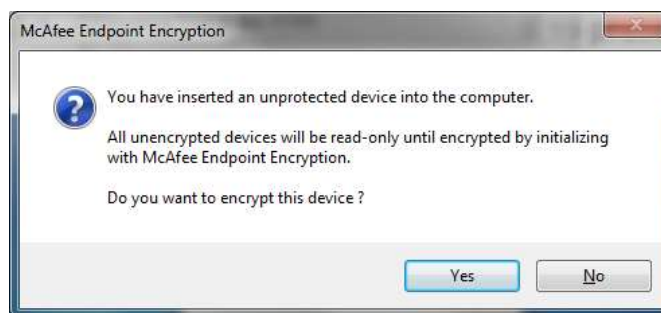 McAfee Endpoint Encryption
You have inserted an unprotected device into the computer.
All unencrypted devices will be read-only until encrypted by initializing
with McAfee Endpoint Encryption.
Do you want to encrypt this device ?
Yes
No